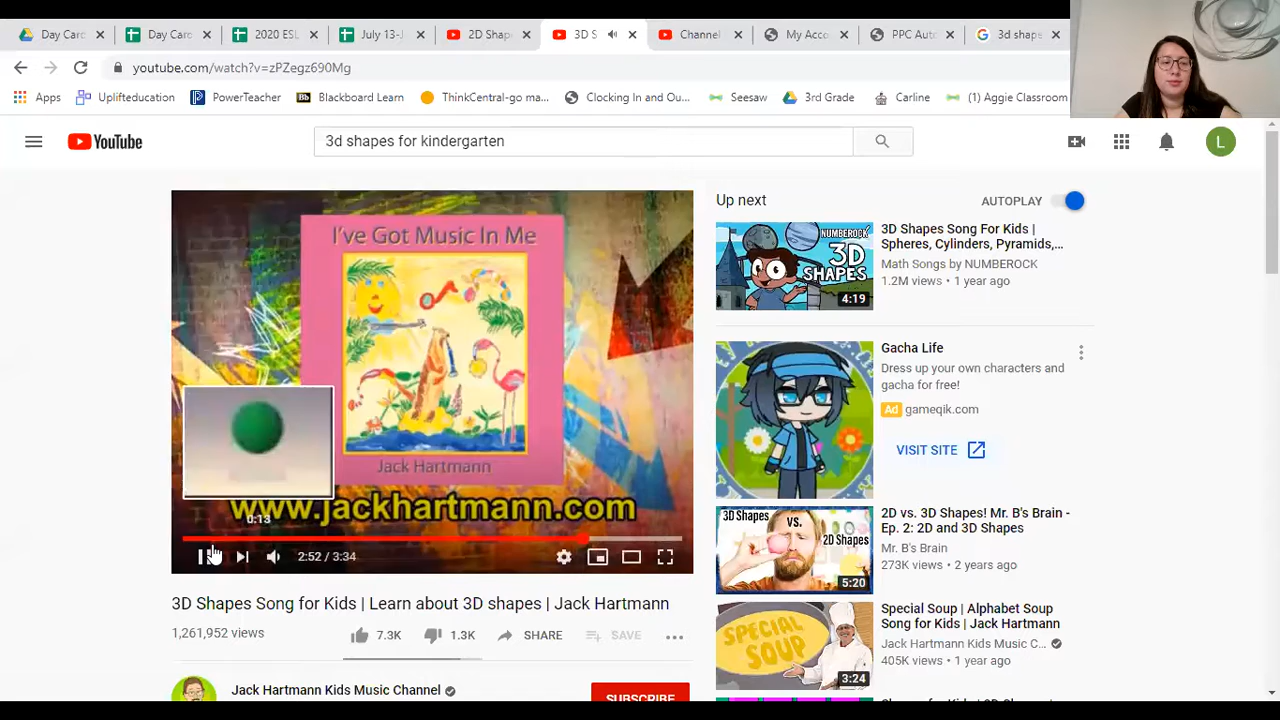 Day Card
Day Card
2020 ESL
July 13-J
2D Shape
3D S
Channel
My Acco
PPC Auto
3d shape
youtube.com/watch?v=zPZegz690Mg
Apps
Uplifteducation
PowerTeacher
Bb
Blackboard Learn
ThinkCentral-go ma...
Clocking In and Ou...
Seesaw
3rd Grade
Carline
(1) Aggie Classroom
YouTube
3d shapes for kindergarten
L
I've Got Music In Me
Jack Hartmann
www.jackhartmann.com
0:13
2:52 / 3:34
3D Shapes Song for Kids | Learn about 3D shapes | Jack Hartmann
1,261,952 views
7.3K
1.3K
SHARE
SAVE
Jack Hartmann Kids Music Channel
SUBSCRIBE
Up next
AUTOPLAY
NUMBEROCK
3D
SHAPES
4:19
3D Shapes Song For Kids |
Spheres, Cylinders, Pyramids,...
Math Songs by NUMBEROCK
1.2M views • 1 year ago
Gacha Life
Dress up your own characters and
gacha for free!
Ad gameqik.com
VISIT SITE
3D Shapes
VS.
2D Shapes
5:20
2D vs. 3D Shapes! Mr. B's Brain -
Ep. 2: 2D and 3D Shapes
Mr. B's Brain
273K views • 2 years ago
SPECIAL
SOUP
3:24
Special Soup | Alphabet Soup
Song for Kids | Jack Hartmann
Jack Hartmann Kids Music C...
405K views • 1 year ago